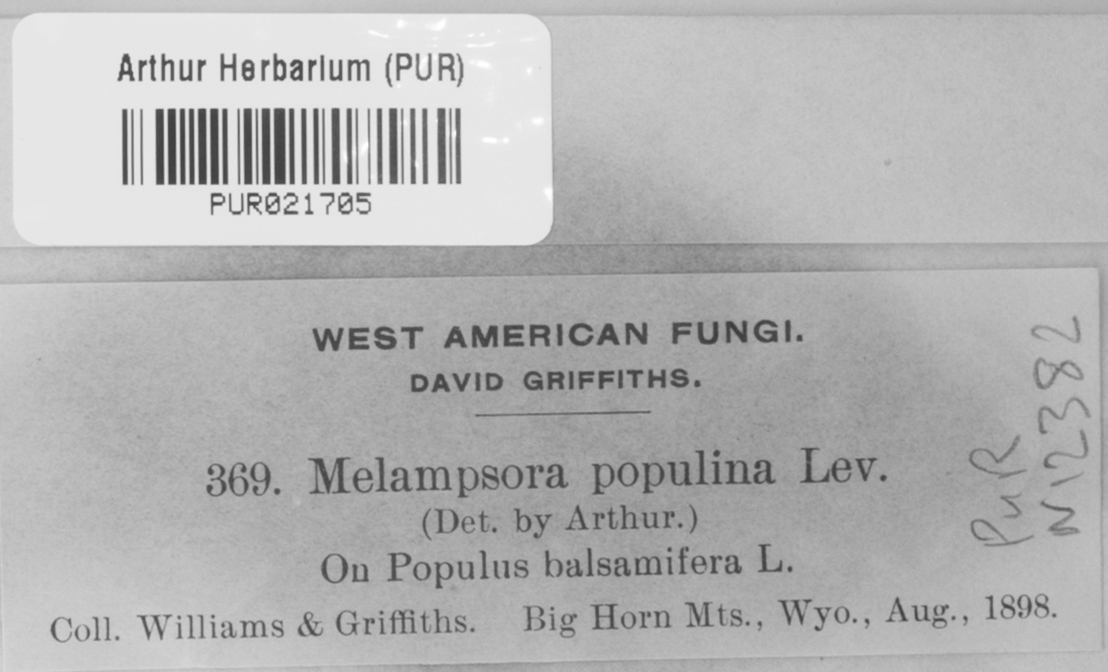 Arthur Herbarium (PUR)
PUR021705
WEST AMERICAN FUNGI.
DAVID GRIFFITHS.
369. Melampsora populina Lev.
(Det. by Arthur.)
On Populus balsamifera L.
Coll. Williams & Griffiths. Big Horn Mts., Wyo., Aug., 1898.
PUR
N12382